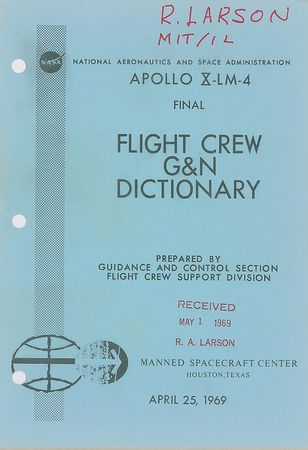 R. LARSON
MIT/IL
NASA
NATIONAL AERONAUTICS AND SPACE ADMINISTRATION
APOLLO X-LM-4
FINAL
FLIGHT CREW
G&N
DICTIONARY
PREPARED BY
GUIDANCE AND CONTROL SECTION
FLIGHT CREW SUPPORT DIVISION
RECEIVED
MAY 1 1969
R. A. LARSON
MANNED SPACECRAFT CENTER
HOUSTON, TEXAS
APRIL 25, 1969